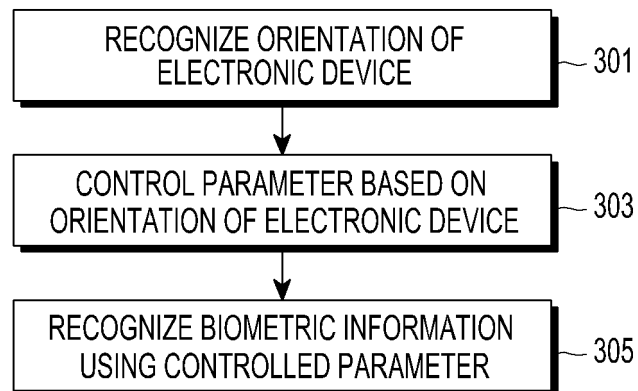 RECOGNIZE ORIENTATION OF
ELECTRONIC DEVICE
301
CONTROL PARAMETER BASED ON
ORIENTATION OF ELECTRONIC DEVICE
303
RECOGNIZE BIOMETRIC INFORMATION
USING CONTROLLED PARAMETER
305